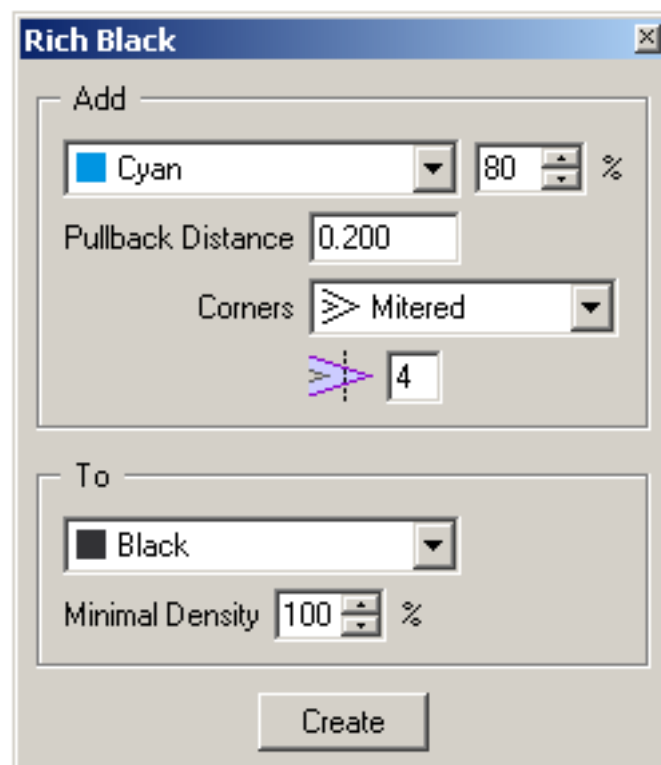 Rich Black
Add
Cyan 80 %
Pullback Distance 0.200
Corners Mitered
4
To
Black
Minimal Density 100 %
Create